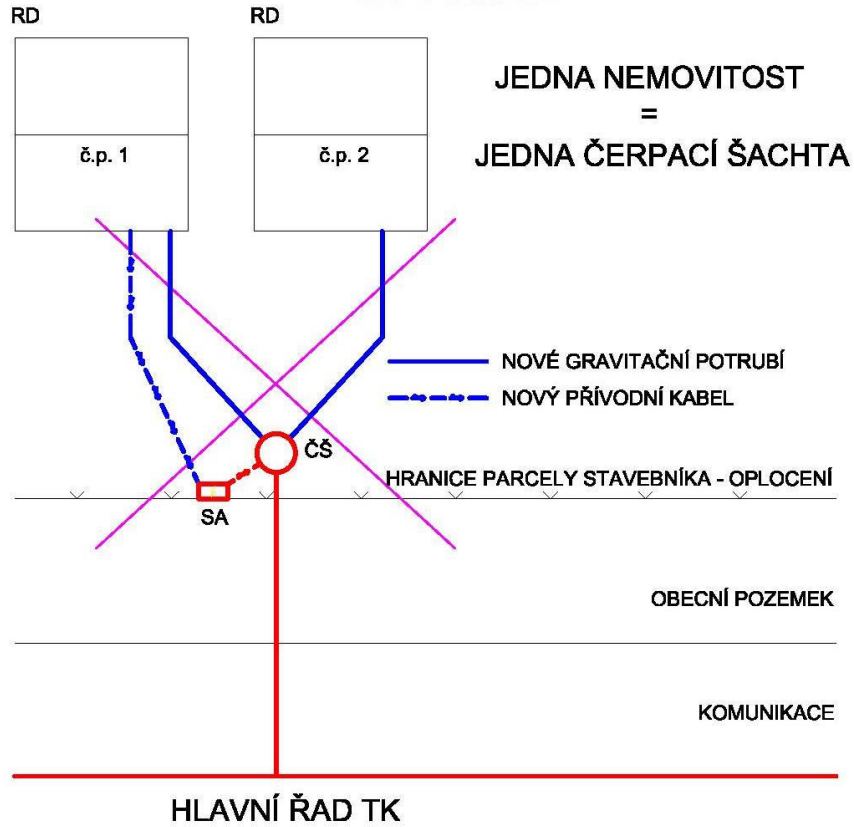 RD
RD
JEDNA NEMOVITOST
=
JEDNA ČERPACÍ ŠACHTA
č.p. 1
č.p. 2
NOVÉ GRAVITAČNÍ POTRUBÍ
NOVÝ PŘÍVODNÍ KABEL
ČŠ
HRANICE PARCELY STAVEBNÍKA - OPLOCENÍ
SA
OBECNÍ POZEMEK
KOMUNIKACE
HLAVNÍ ŘAD TK